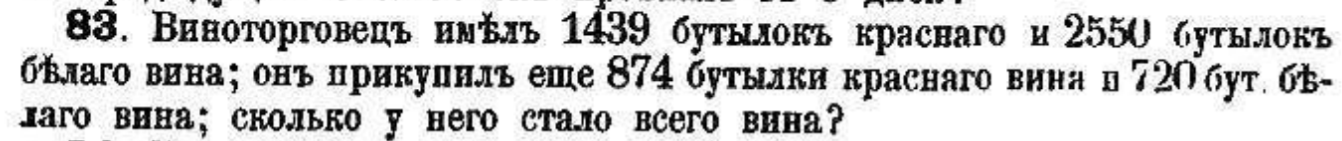 83. Виноторговецъ имѣлъ 1439 бутылокъ краснаго и 2550 бутылокъ
бѣлаго вина; онъ прикупилъ еще 874 бутылки краснаго вина и 720 бут. бѣ-
лаго вина; сколько у него стало всего вина?